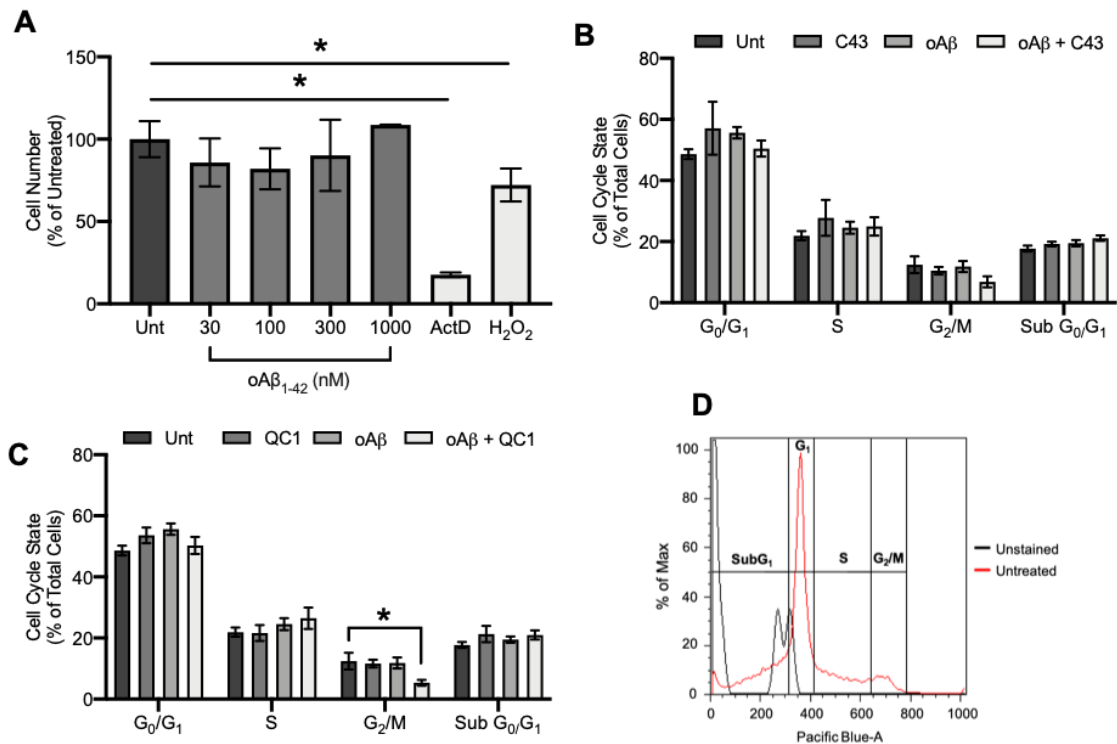 A
*
*
150
100
50
0
Cell Number
(% of Untreated)
Unt 30 100 300 1000 ActD H₂O₂
oAβ₁₋₄₂ (nM)
B
Unt C43 oAβ oAβ + C43
80
60
40
20
0
Cell Cycle State
(% of Total Cells)
G₀/G₁ S G₂/M Sub G₀/G₁
C
Unt QC1 oAβ oAβ + QC1
80
60
40
20
0
Cell Cycle State
(% of Total Cells)
*
G₀/G₁ S G₂/M Sub G₀/G₁
D
G₁
100
80
60
40
20
0
% of Max
SubG₁ S G₂/M
Unstained
Untreated
0 200 400 600 800 1000
Pacific Blue-A